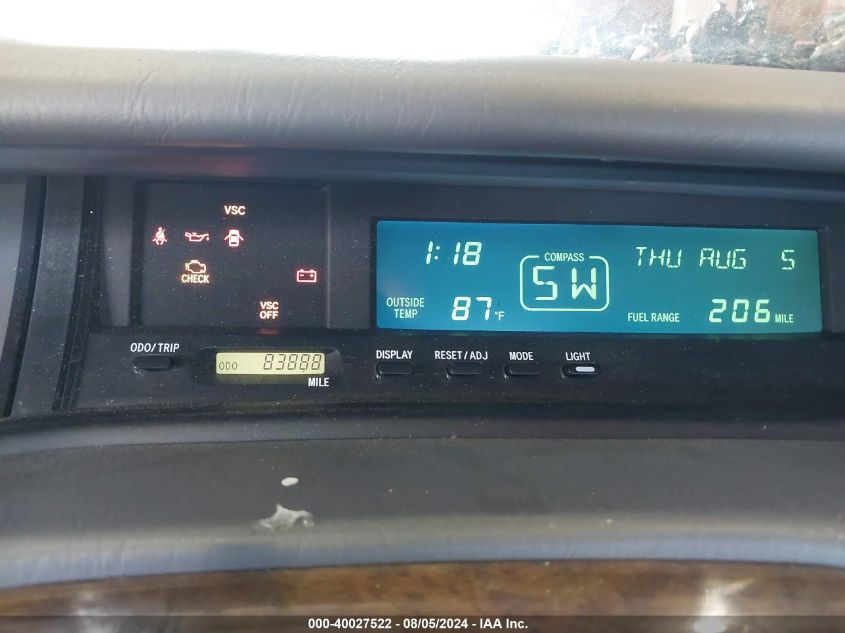 VSC
CHECK
VSC
OFF
1:18
COMPASS
SW
THU AUG 5
OUTSIDE
TEMP
87°F
FUEL RANGE 206 MILE
ODO/TRIP
ODO
MILE
DISPLAY
RESET/ADJ
MODE
LIGHT
000-40027522 - 08/05/2024 - IAA Inc.